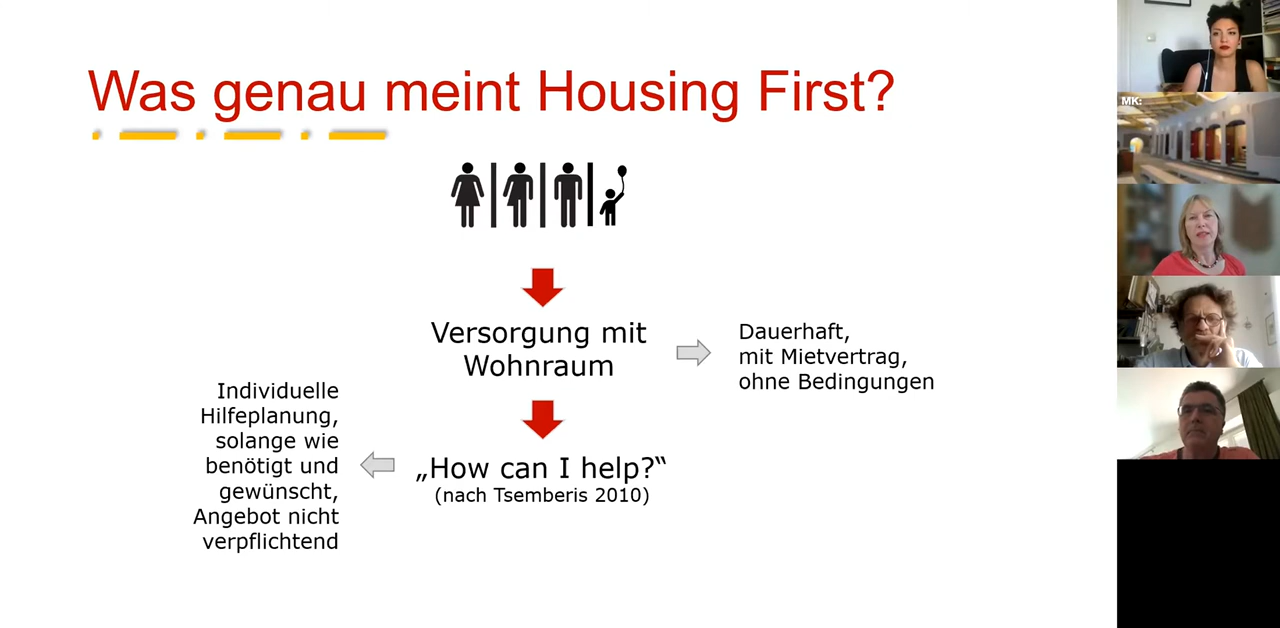 Was genau meint Housing First?
Versorgung mit
Wohnraum
Dauerhaft,
mit Mietvertrag,
ohne Bedingungen
„How can I help?“
(nach Tsemberis 2010)
Individuelle
Hilfeplanung,
solange wie
benötigt und
gewünscht,
Angebot nicht
verpflichtend
MK: